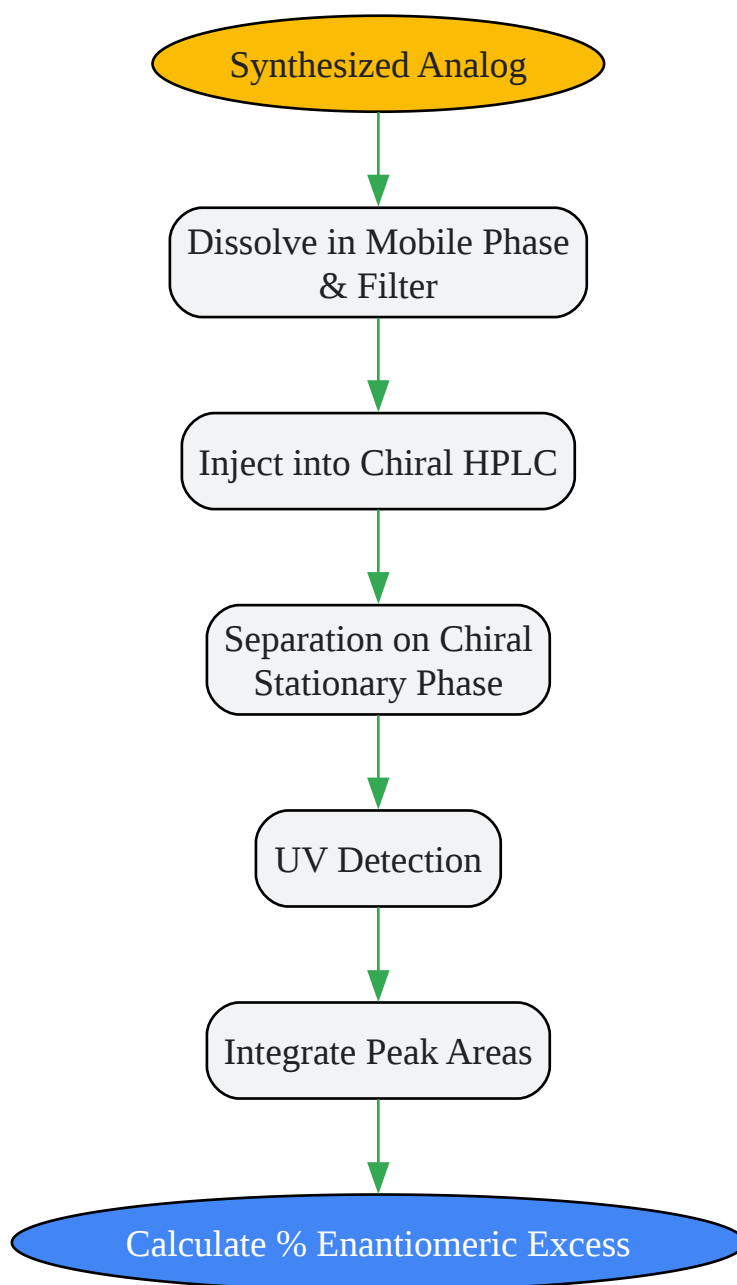 Synthesized Analog
Dissolve in Mobile Phase
& Filter
Inject into Chiral HPLC
Separation on Chiral
Stationary Phase
UV Detection
Integrate Peak Areas
Calculate % Enantiomeric Excess